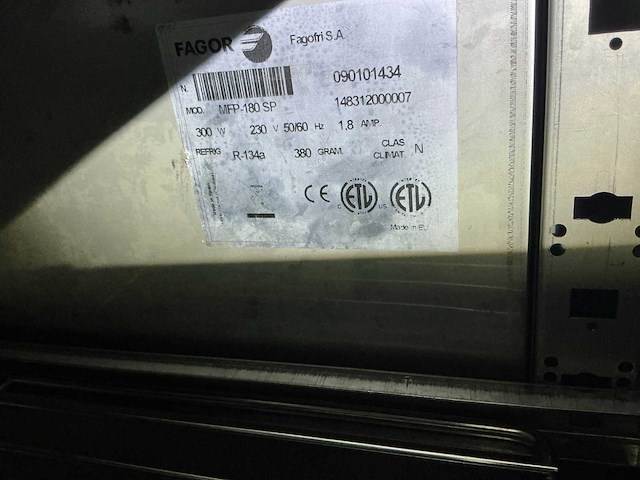 FAGOR Fagofri S.A.
N. 090101434
MOD. MFP-180 SP 148312000007
300 W 230 V 50/60 Hz 1,8 AMP.
REFRIG R-134a 380 GRAM. CLAS CLIMAT. N
CE C ETL US ETL
Made in EU